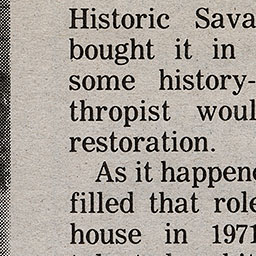 Historic Sava
bought it in
some history-
thropist woul
restoration.
As it happene
filled that role
house in 1971